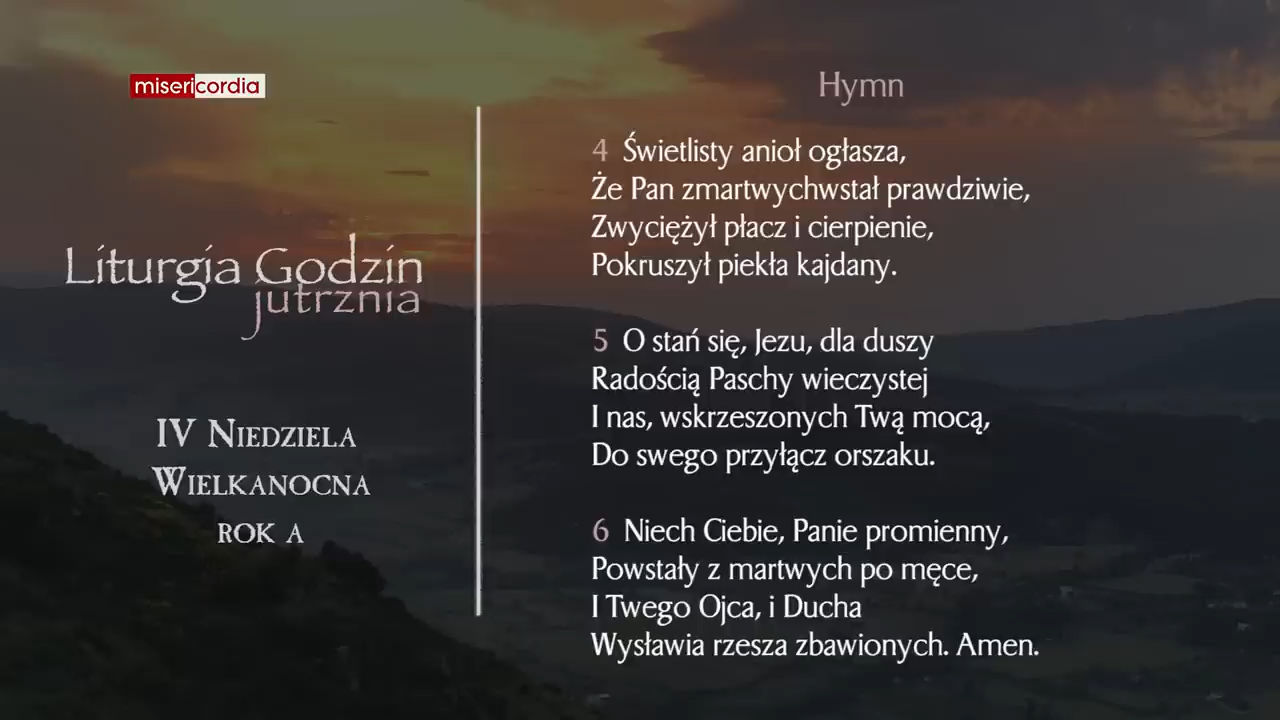 misericordia
Liturgia Godzin
jutrznia
IV Niedziela
Wielkanocna
rok A
Hymn
4 Świetlisty anioł ogłasza,
Że Pan zmartwychwstał prawdziwie,
Zwyciężył płacz i cierpienie,
Pokruszył piekła kajdany.
5 O stań się, Jezu, dla duszy
Radością Paschy wieczystej
I nas, wskrzeszonych Twą mocą,
Do swego przyłącz orszaku.
6 Niech Ciebie, Panie promienny,
Powstały z martwych po męce,
I Twego Ojca, i Ducha
Wysławia rzesza zbawionych. Amen.